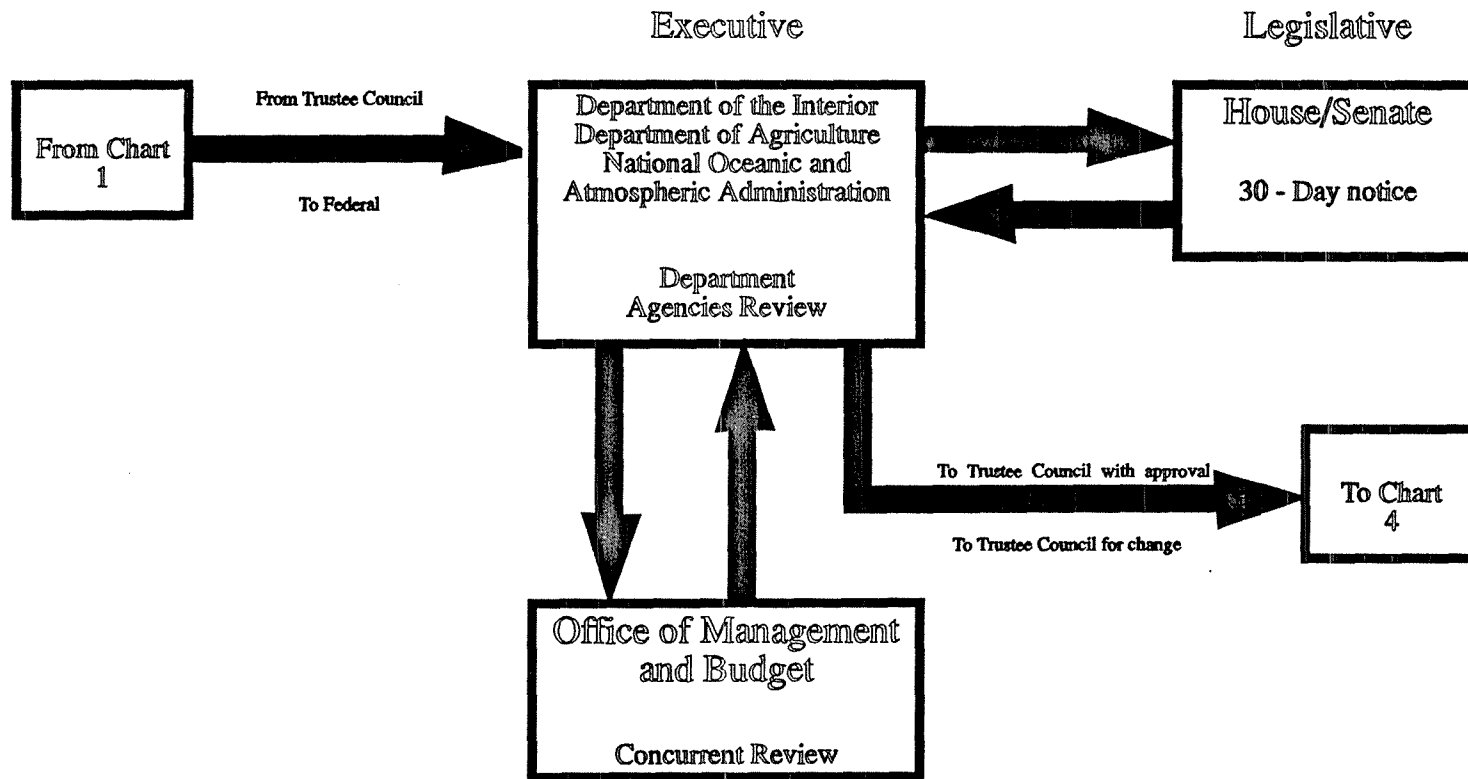 Executive
Legislative
From Chart
1
From Trustee Council
To Federal
Department of the Interior
Department of Agriculture
National Oceanic and
Atmospheric Administration
Department
Agencies Review
House/Senate
30 - Day notice
To Trustee Council with approval
To Trustee Council for change
To Chart
4
Office of Management
and Budget
Concurrent Review